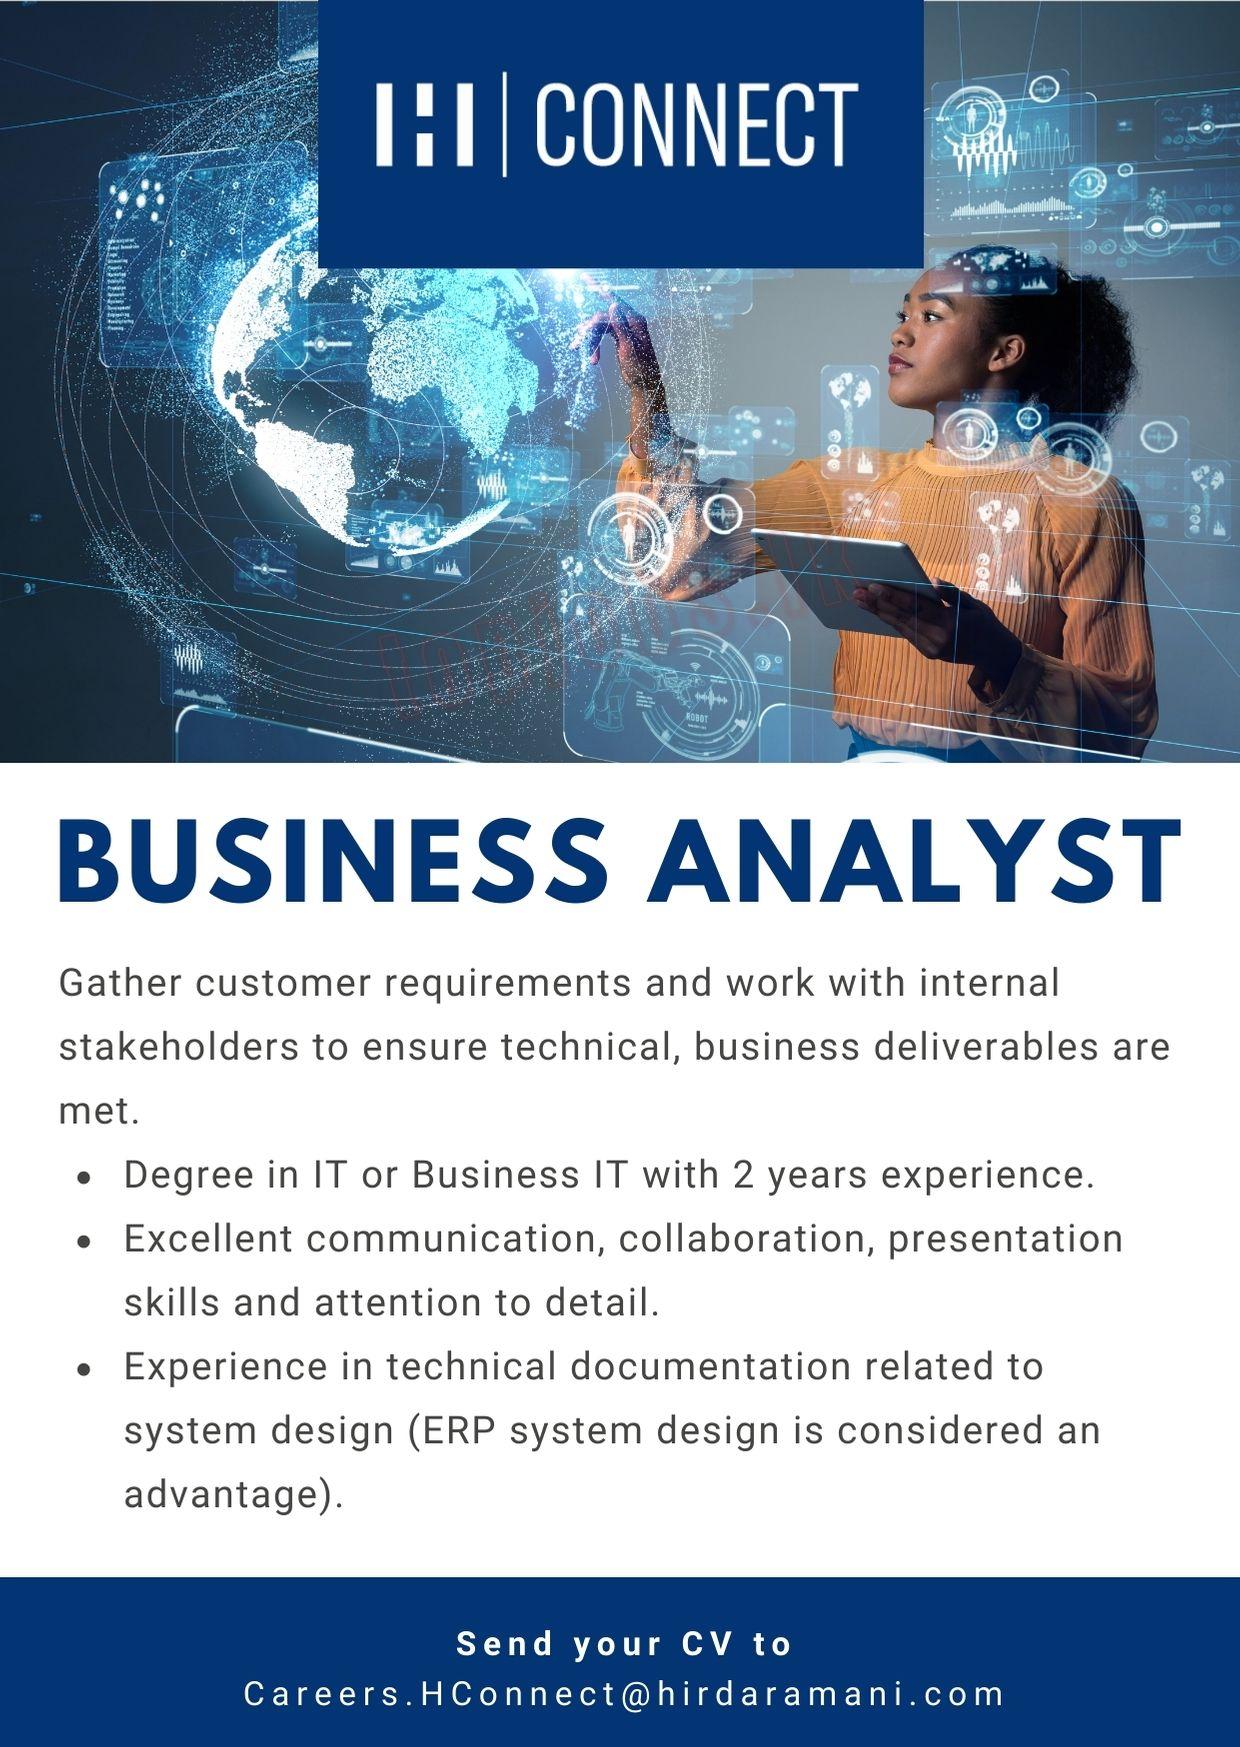 CONNECT
ROBOT
BUSINESS ANALYST
Gather customer requirements and work with internal
stakeholders to ensure technical, business deliverables are
met.
• Degree in IT or Business IT with 2 years experience.
• Excellent communication, collaboration, presentation
skills and attention to detail.
• Experience in technical documentation related to
system design (ERP system design is considered an
advantage).
Send your CV to
Careers.HConnect@hirdaramani.com